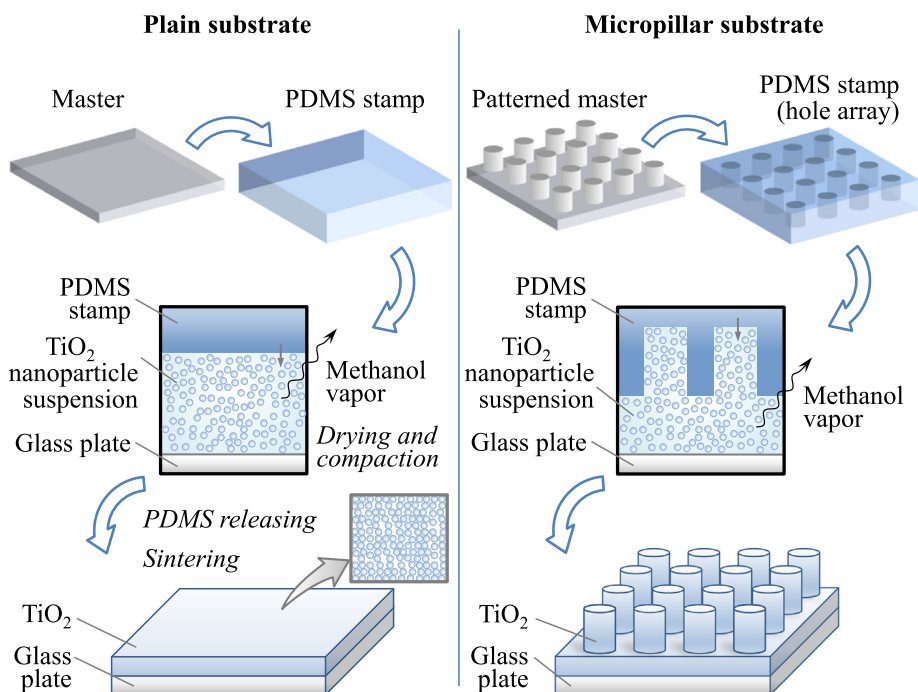 Plain substrate
Master
PDMS stamp
PDMS
stamp
TiO₂
nanoparticle
suspension
Glass plate
Methanol
vapor
Drying and
compaction
PDMS releasing
Sintering
TiO₂
Glass
plate
Micropillar substrate
Patterned master
PDMS stamp
(hole array)
PDMS
stamp
TiO₂
nanoparticle
suspension
Glass plate
Methanol
vapor
TiO₂
Glass
plate